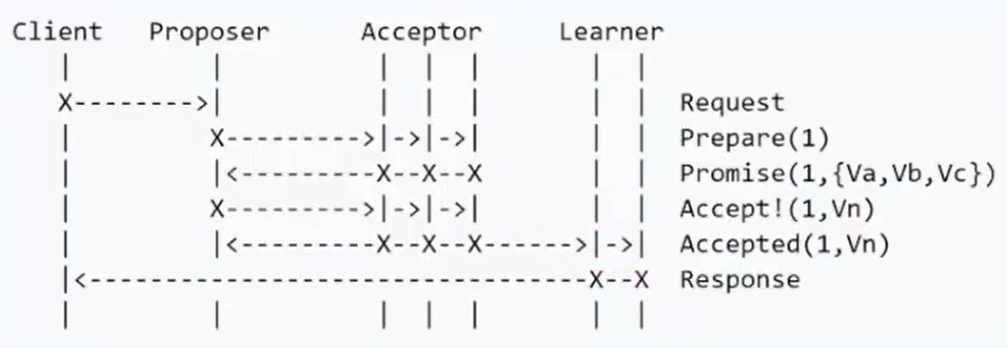 Client   Proposer      Acceptor     Learner
   |         |          |  |  |       |  |
   X-------->|          |  |  |       |  |  Request
   |         X--------->|->|->|       |  |  Prepare(1)
   |         |<---------X--X--X       |  |  Promise(1,{Va,Vb,Vc})
   |         X--------->|->|->|       |  |  Accept!(1,Vn)
   |         |<---------X--X--X------>|->|  Accepted(1,Vn)
   |<---------------------------------X--X  Response
   |         |          |  |  |       |  |